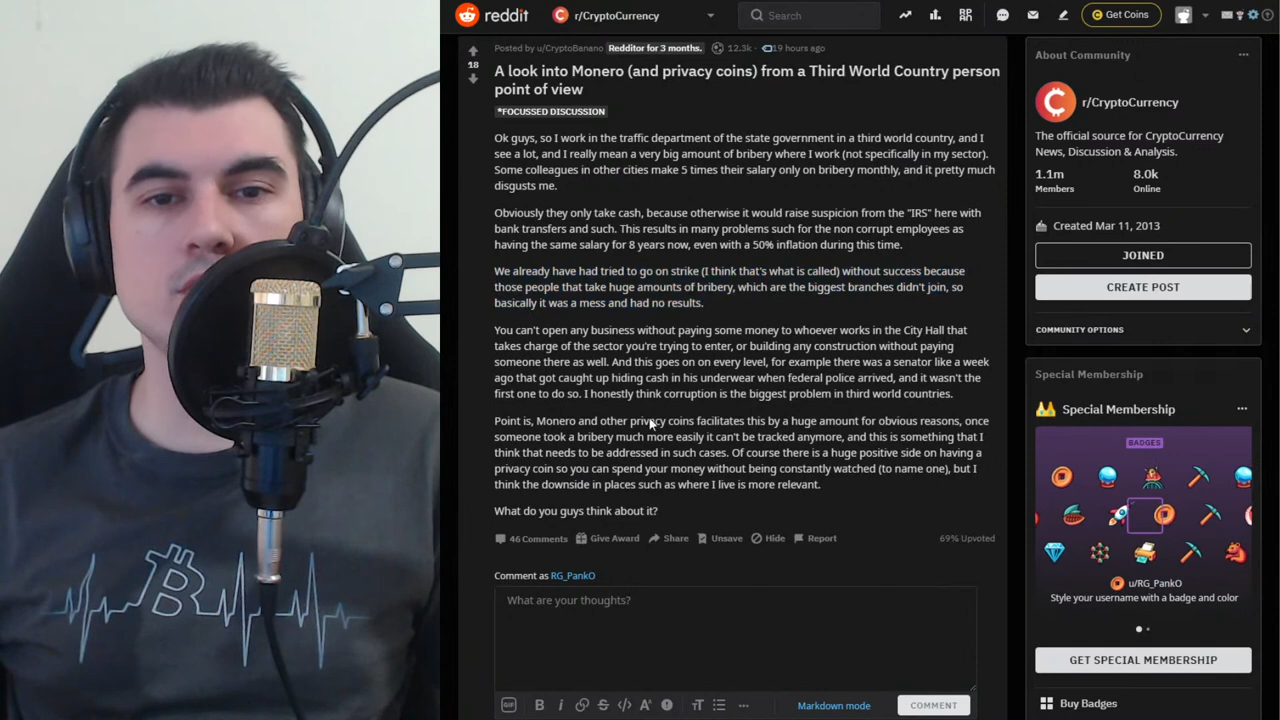 reddit
r/CryptoCurrency
Search
Get Coins
18
Posted by u/CryptoBanano Redditor for 3 months. 12.3k · 19 hours ago
A look into Monero (and privacy coins) from a Third World Country person
point of view
*FOCUSSED DISCUSSION
Ok guys, so I work in the traffic department of the state government in a third world country, and I
see a lot, and I really mean a very big amount of bribery where I work (not specifically in my sector).
Some colleagues in other cities make 5 times their salary only on bribery monthly, and it pretty much
disgusts me.
Obviously they only take cash, because otherwise it would raise suspicion from the "IRS" here with
bank transfers and such. This results in many problems such for the non corrupt employees as
having the same salary for 8 years now, even with a 50% inflation during this time.
We already have had tried to go on strike (I think that's what is called) without success because
those people that take huge amounts of bribery, which are the biggest branches didn't join, so
basically it was a mess and had no results.
You can't open any business without paying some money to whoever works in the City Hall that
takes charge of the sector you're trying to enter, or building any construction without paying
someone there as well. And this goes on on every level, for example there was a senator like a week
ago that got caught up hiding cash in his underwear when federal police arrived, and it wasn't the
first one to do so. I honestly think corruption is the biggest problem in third world countries.
Point is, Monero and other privacy coins facilitates this by a huge amount for obvious reasons, once
someone took a bribery much more easily it can't be tracked anymore, and this is something that I
think that needs to be addressed in such cases. Of course there is a huge positive side on having a
privacy coin so you can spend your money without being constantly watched (to name one), but I
think the downside in places such as where I live is more relevant.
What do you guys think about it?
46 Comments Give Award Share Unsave Hide Report 69% Upvoted
Comment as RG_PankO
What are your thoughts?
GIF B i Markdown mode COMMENT
About Community
r/CryptoCurrency
The official source for CryptoCurrency
News, Discussion & Analysis.
1.1m 8.0k
Members Online
Created Mar 11, 2013
JOINED
CREATE POST
COMMUNITY OPTIONS
Special Membership
Special Membership
BADGES
u/RG_PankO
Style your username with a badge and color
GET SPECIAL MEMBERSHIP
Buy Badges